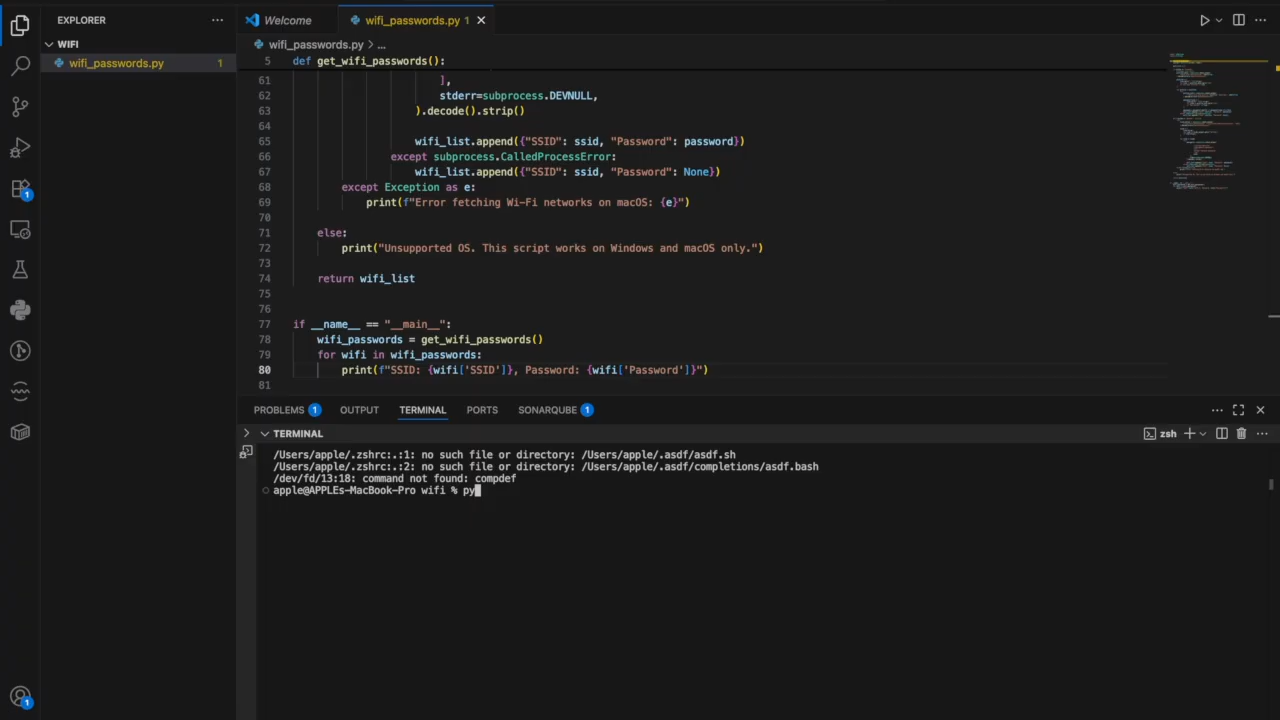 EXPLORER
Welcome
wifi_passwords.py 1
WIFI
wifi_passwords.py
1
wifi_passwords.py > ...
5 def get_wifi_passwords():
61 ],
62 stderr=subprocess.DEVNULL,
63 ).decode().strip()
64
65 wifi_list.append({"SSID": ssid, "Password": password})
66 except subprocess.CalledProcessError:
67 wifi_list.append({"SSID": ssid, "Password": None})
68 except Exception as e:
69 print(f"Error fetching Wi-Fi networks on macOS: {e}")
70
71 else:
72 print("Unsupported OS. This script works on Windows and macOS only.")
73
74 return wifi_list
75
76
77 if __name__ == "__main__":
78 wifi_passwords = get_wifi_passwords()
79 for wifi in wifi_passwords:
80 print(f"SSID: {wifi['SSID']}, Password: {wifi['Password']}")
81
PROBLEMS 1 OUTPUT TERMINAL PORTS SONARQUBE 1
TERMINAL
zsh
/Users/apple/.zshrc:.:1: no such file or directory: /Users/apple/.asdf/asdf.sh
/Users/apple/.zshrc:.:2: no such file or directory: /Users/apple/.asdf/completions/asdf.bash
/dev/fd/13:18: command not found: compdef
apple@APPLEs-MacBook-Pro wifi % py
1
1